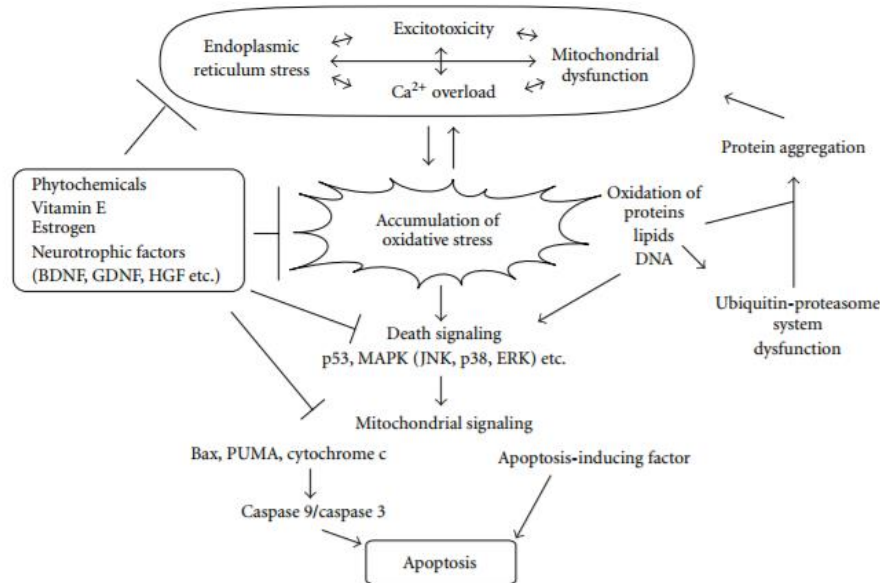 Excitotoxicity
Endoplasmic
reticulum stress
Mitochondrial
dysfunction
Ca²⁺ overload
Protein aggregation
Phytochemicals
Vitamin E
Estrogen
Neurotrophic factors
(BDNF, GDNF, HGF etc.)
Accumulation of
oxidative stress
Oxidation of
proteins
lipids
DNA
Ubiquitin-proteasome
system
dysfunction
Death signaling
p53, MAPK (JNK, p38, ERK) etc.
Mitochondrial signaling
Bax, PUMA, cytochrome c
Apoptosis-inducing factor
Caspase 9/caspase 3
Apoptosis